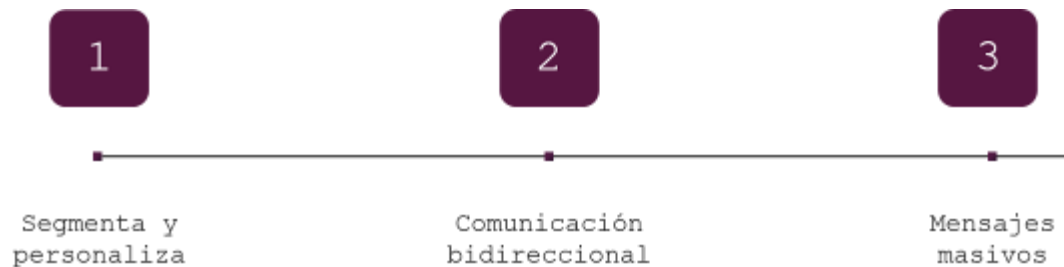 1
2
3
Segmenta y
personaliza
Comunicación
bidireccional
Mensajes
masivos